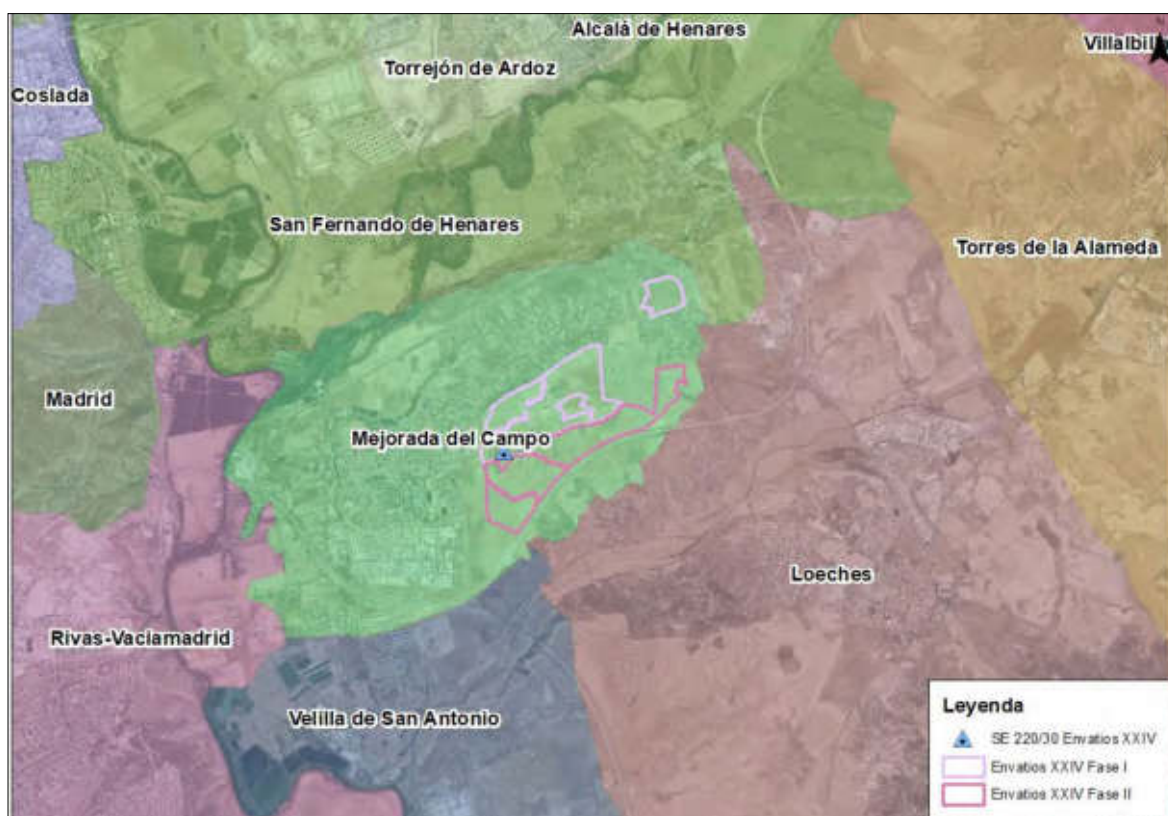 Alcalá de Henares
Villalbilla
Torrejón de Ardoz
Coslada
San Fernando de Henares
Torres de la Alameda
Madrid
Mejorada del Campo
Loeches
Rivas-Vaciamadrid
Velilla de San Antonio
Leyenda
SE 220/30 Envatios XXIV
Envatios XXIV Fase I
Envatios XXIV Fase II